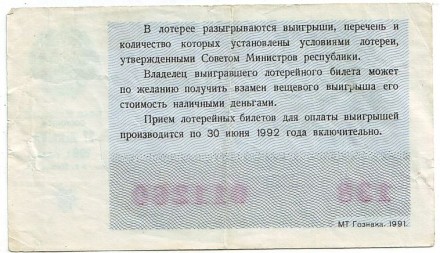 В лотерее разыгрываются выигрыши, перечень и
количество которых установлены условиями лотереи,
утвержденными Советом Министров республики.
Владелец выигравшего лотерейного билета может
по желанию получить взамен вещевого выигрыша его
стоимость наличными деньгами.
Прием лотерейных билетов для оплаты выигрышей
производится по 30 июня 1992 года включительно.
МТ Гознака. 1991.